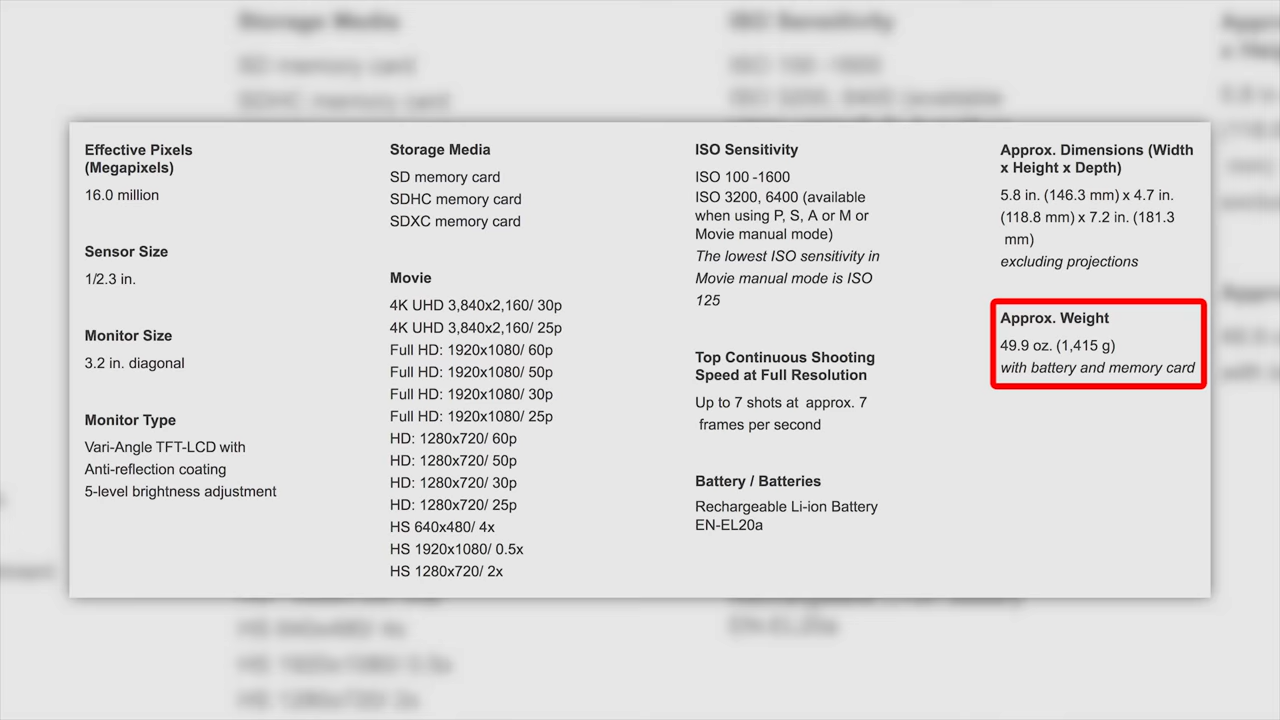 Effective Pixels
(Megapixels)
16.0 million
Sensor Size
1/2.3 in.
Monitor Size
3.2 in. diagonal
Monitor Type
Vari-Angle TFT-LCD with
Anti-reflection coating
5-level brightness adjustment
Storage Media
SD memory card
SDHC memory card
SDXC memory card
Movie
4K UHD 3,840x2,160/ 30p
4K UHD 3,840x2,160/ 25p
Full HD: 1920x1080/ 60p
Full HD: 1920x1080/ 50p
Full HD: 1920x1080/ 30p
Full HD: 1920x1080/ 25p
HD: 1280x720/ 60p
HD: 1280x720/ 50p
HD: 1280x720/ 30p
HD: 1280x720/ 25p
HS 640x480/ 4x
HS 1920x1080/ 0.5x
HS 1280x720/ 2x
ISO Sensitivity
ISO 100 -1600
ISO 3200, 6400 (available
when using P, S, A or M or
Movie manual mode)
The lowest ISO sensitivity in
Movie manual mode is ISO
125
Top Continuous Shooting
Speed at Full Resolution
Up to 7 shots at approx. 7
frames per second
Battery / Batteries
Rechargeable Li-ion Battery
EN-EL20a
Approx. Dimensions (Width
x Height x Depth)
5.8 in. (146.3 mm) x 4.7 in.
(118.8 mm) x 7.2 in. (181.3
mm)
excluding projections
Approx. Weight
49.9 oz. (1,415 g)
with battery and memory card